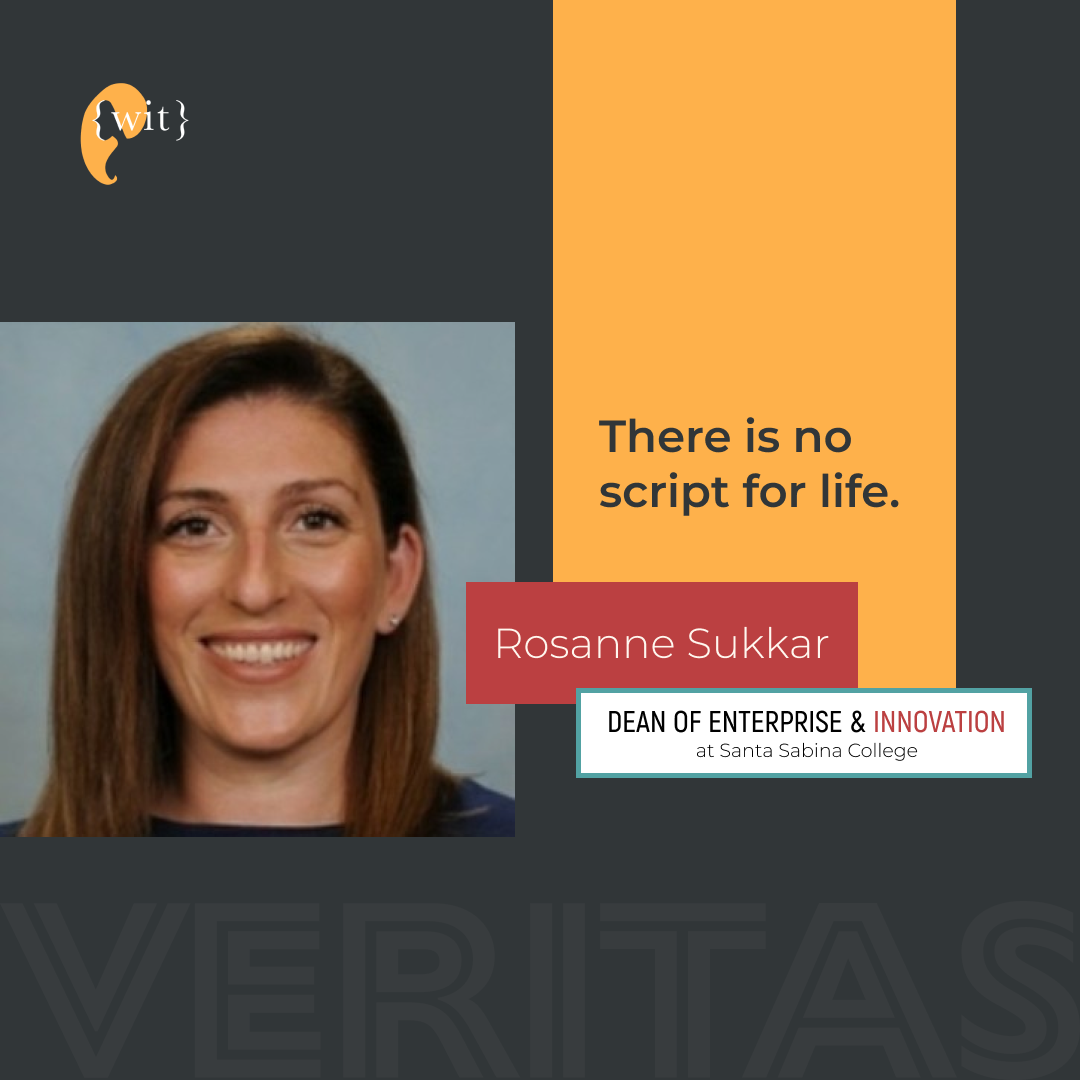 {wit}
There is no
script for life.
Rosanne Sukkar
DEAN OF ENTERPRISE & INNOVATION
at Santa Sabina College
VERITAS